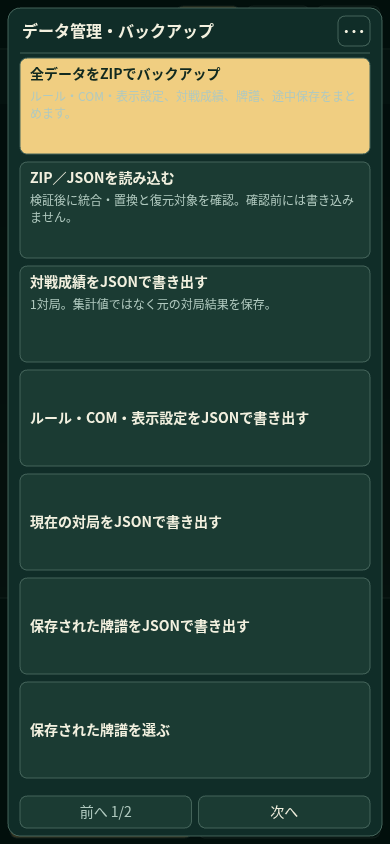 データ管理・バックアップ
…
全データをZIPでバックアップ
ルール・COM・表示設定、対戦成績、牌譜、途中保存をまと
めます。
ZIP／JSONを読み込む
検証後に統合・置換と復元対象を確認。確認前には書き込み
ません。
対戦成績をJSONで書き出す
1対局。集計値ではなく元の対局結果を保存。
ルール・COM・表示設定をJSONで書き出す
現在の対局をJSONで書き出す
保存された牌譜をJSONで書き出す
保存された牌譜を選ぶ
前へ 1/2
次へ